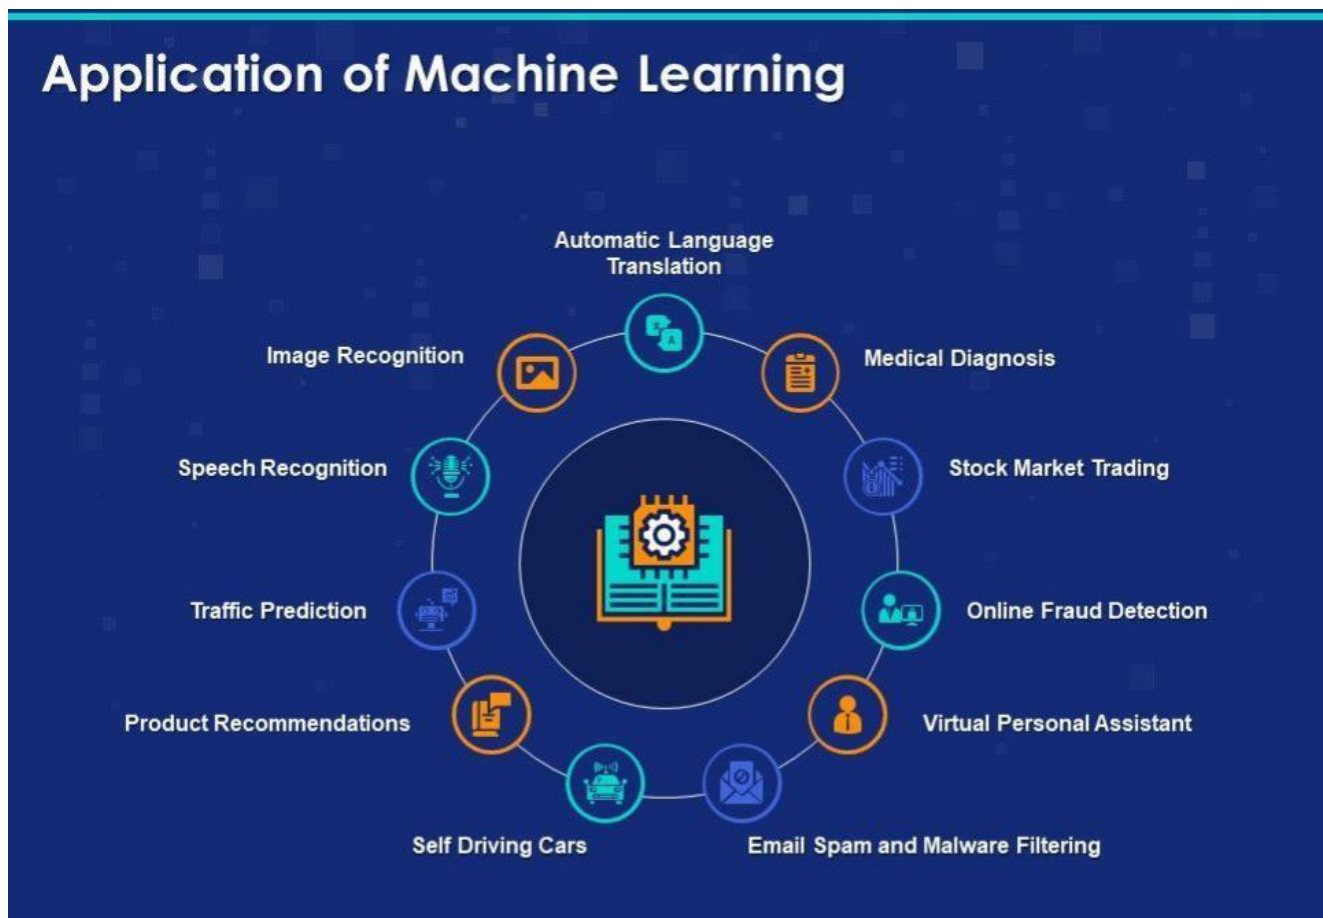 Application of Machine Learning
Automatic Language
Translation
Image Recognition
Medical Diagnosis
Speech Recognition
Stock Market Trading
Traffic Prediction
Online Fraud Detection
Product Recommendations
Virtual Personal Assistant
Self Driving Cars
Email Spam and Malware Filtering